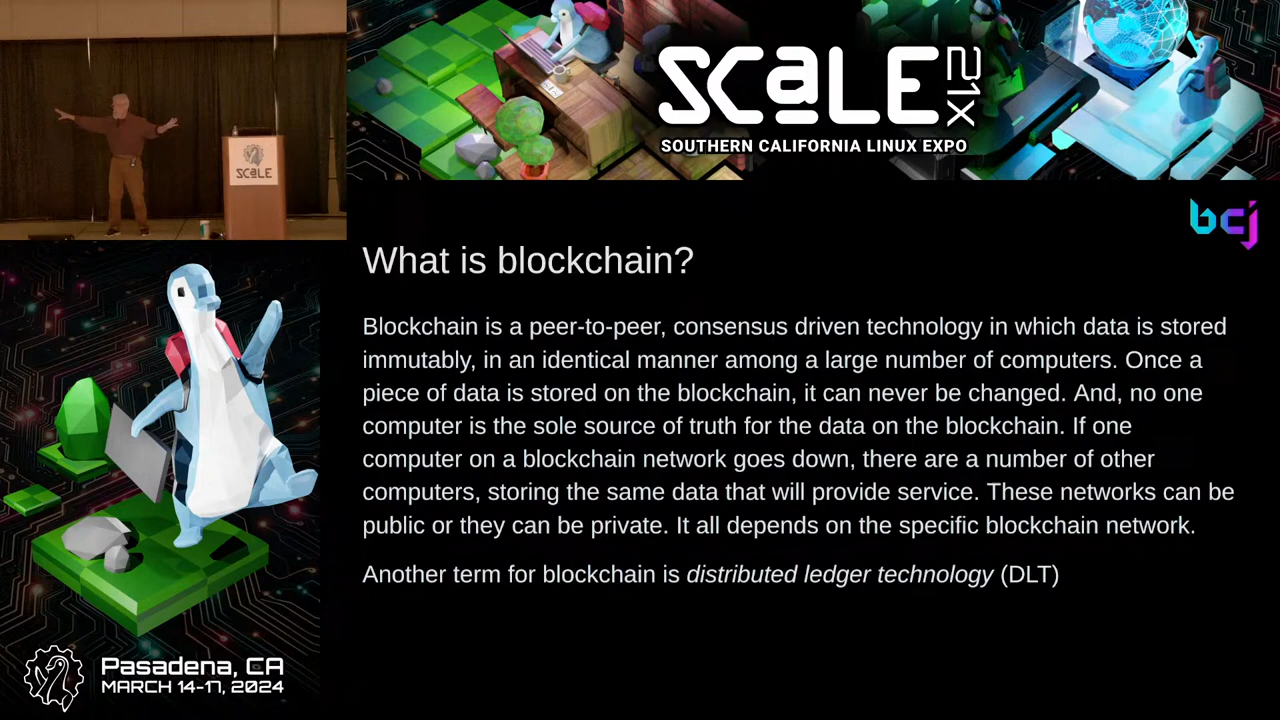 SCaLE
21x
SOUTHERN CALIFORNIA LINUX EXPO
SCaLE
bcj
What is blockchain?
Blockchain is a peer-to-peer, consensus driven technology in which data is stored
immutably, in an identical manner among a large number of computers. Once a
piece of data is stored on the blockchain, it can never be changed. And, no one
computer is the sole source of truth for the data on the blockchain. If one
computer on a blockchain network goes down, there are a number of other
computers, storing the same data that will provide service. These networks can be
public or they can be private. It all depends on the specific blockchain network.
Another term for blockchain is distributed ledger technology (DLT)
Pasadena, CA
MARCH 14-17, 2024